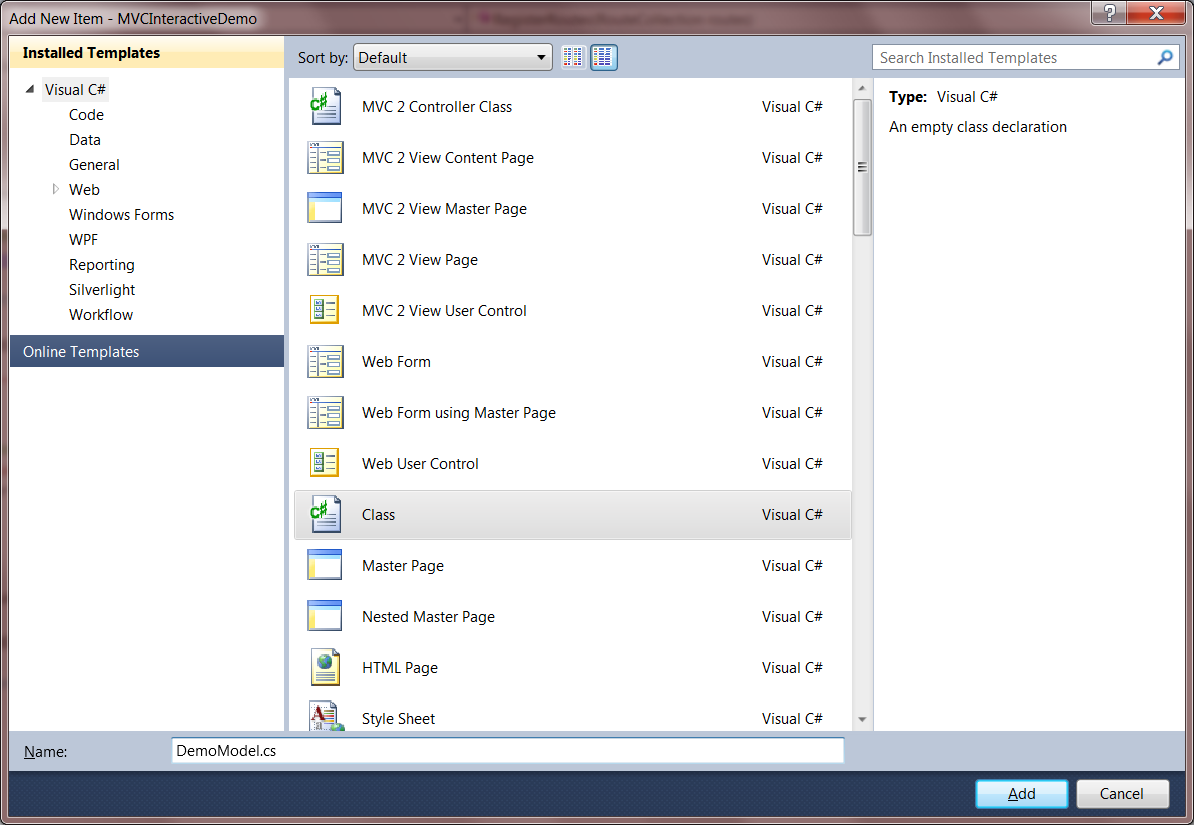 Add New Item - MVCInteractiveDemo
Installed Templates
Visual C#
Code
Data
General
Web
Windows Forms
WPF
Reporting
Silverlight
Workflow
Online Templates
Sort by: Default
Search Installed Templates
MVC 2 Controller Class Visual C#
MVC 2 View Content Page Visual C#
MVC 2 View Master Page Visual C#
MVC 2 View Page Visual C#
MVC 2 View User Control Visual C#
Web Form Visual C#
Web Form using Master Page Visual C#
Web User Control Visual C#
Class Visual C#
Master Page Visual C#
Nested Master Page Visual C#
HTML Page Visual C#
Style Sheet Visual C#
Type: Visual C#
An empty class declaration
Name: DemoModel.cs
Add
Cancel